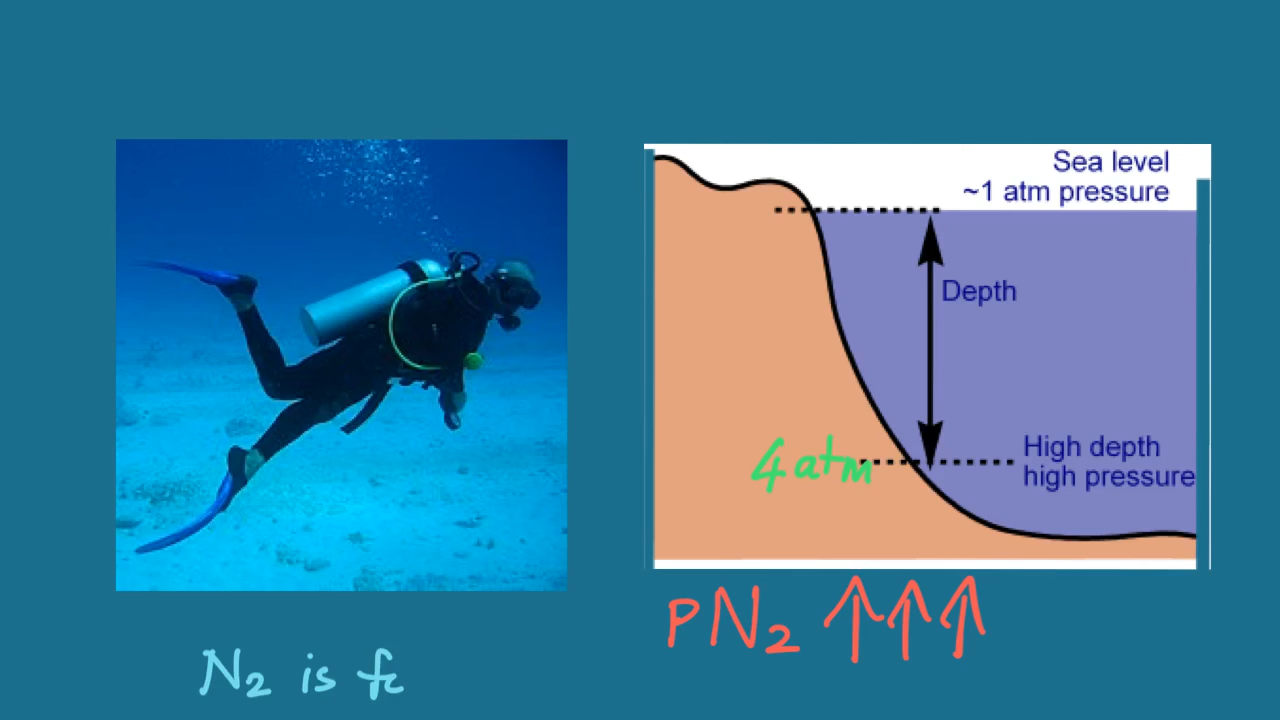 Sea level
~1 atm pressure
Depth
High depth
high pressure
4 atm
PN₂ ↑↑↑
N₂ is